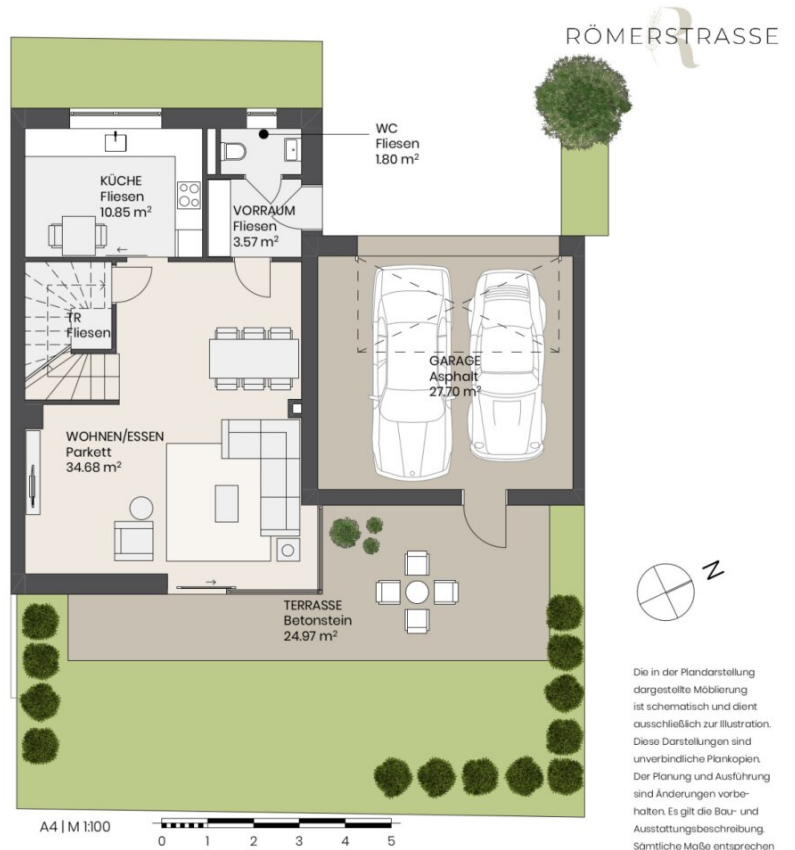 RÖMERSTRASSE
R
WC
Fliesen
1.80 m²
KÜCHE
Fliesen
10.85 m²
VORRAUM
Fliesen
3.57 m²
TR
Fliesen
GARAGE
Asphalt
27.70 m²
WOHNEN/ESSEN
Parkett
34.68 m²
TERRASSE
Betonstein
24.97 m²
N
Die in der Plandarstellung
dargestellte Möblierung
ist schematisch und dient
ausschließlich zur Illustration.
Diese Darstellungen sind
unverbindliche Plankopien.
Der Planung und Ausführung
sind Änderungen vorbe-
halten. Es gilt die Bau- und
Ausstattungsbeschreibung.
Sämtliche Maße entsprechen
A4 | M 1:100
0 1 2 3 4 5